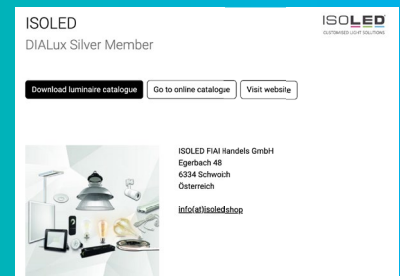 ISOLED
DIALux Silver Member
ISOLED
CUSTOMISED LIGHT SOLUTIONS
Download luminaire catalogue
Go to online catalogue
Visit website
ISOLED FIAI Handels GmbH
Egerbach 48
6334 Schwoich
Österreich
info(at)isoledshop